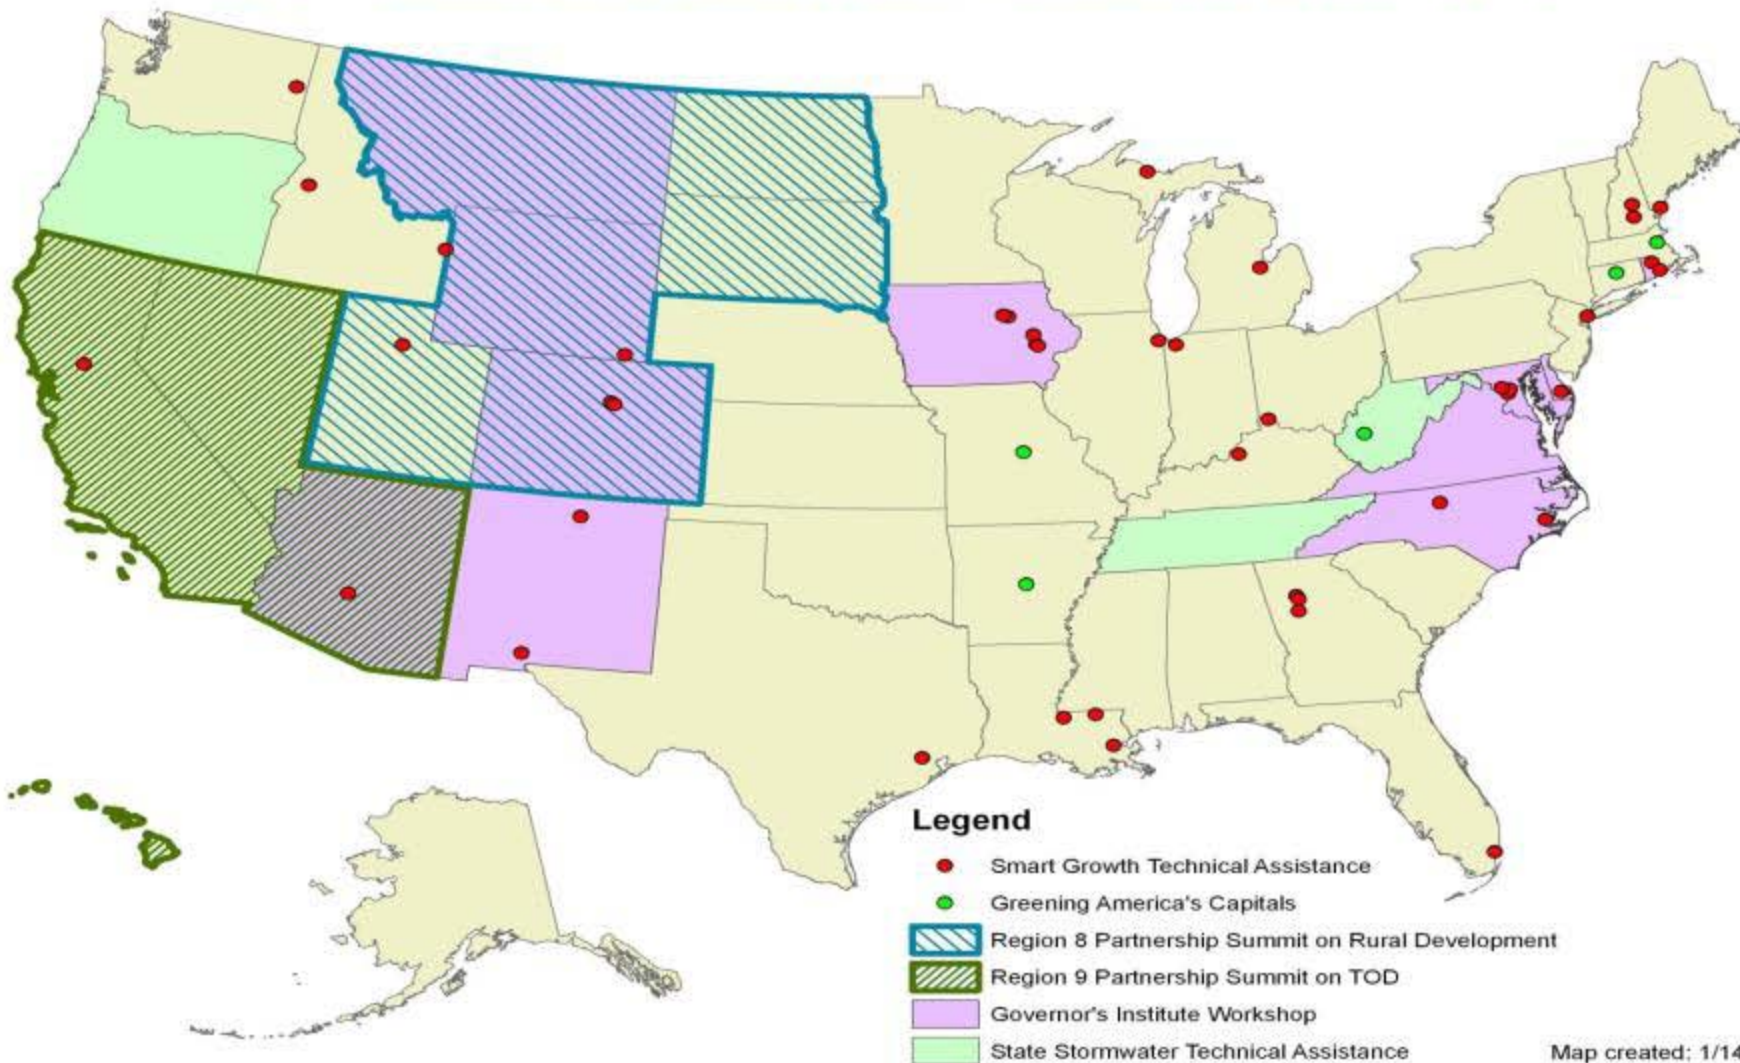 Legend
Smart Growth Technical Assistance
Greening America's Capitals
Region 8 Partnership Summit on Rural Development
Region 9 Partnership Summit on TOD
Governor's Institute Workshop
State Stormwater Technical Assistance
Map created: 1/14